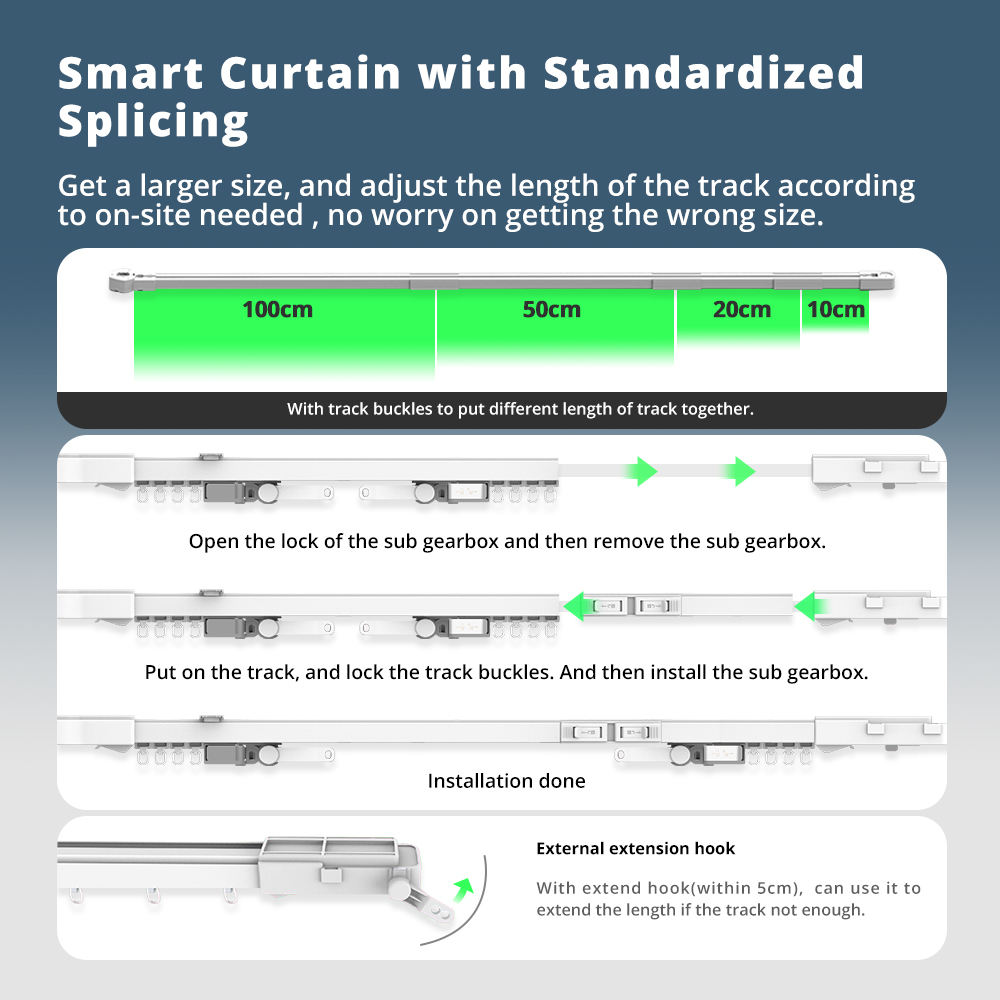 Smart Curtain with Standardized
Splicing
Get a larger size, and adjust the length of the track according
to on-site needed , no worry on getting the wrong size.
100cm 50cm 20cm 10cm
With track buckles to put different length of track together.
Open the lock of the sub gearbox and then remove the sub gearbox.
Put on the track, and lock the track buckles. And then install the sub gearbox.
Installation done
External extension hook
With extend hook(within 5cm), can use it to
extend the length if the track not enough.